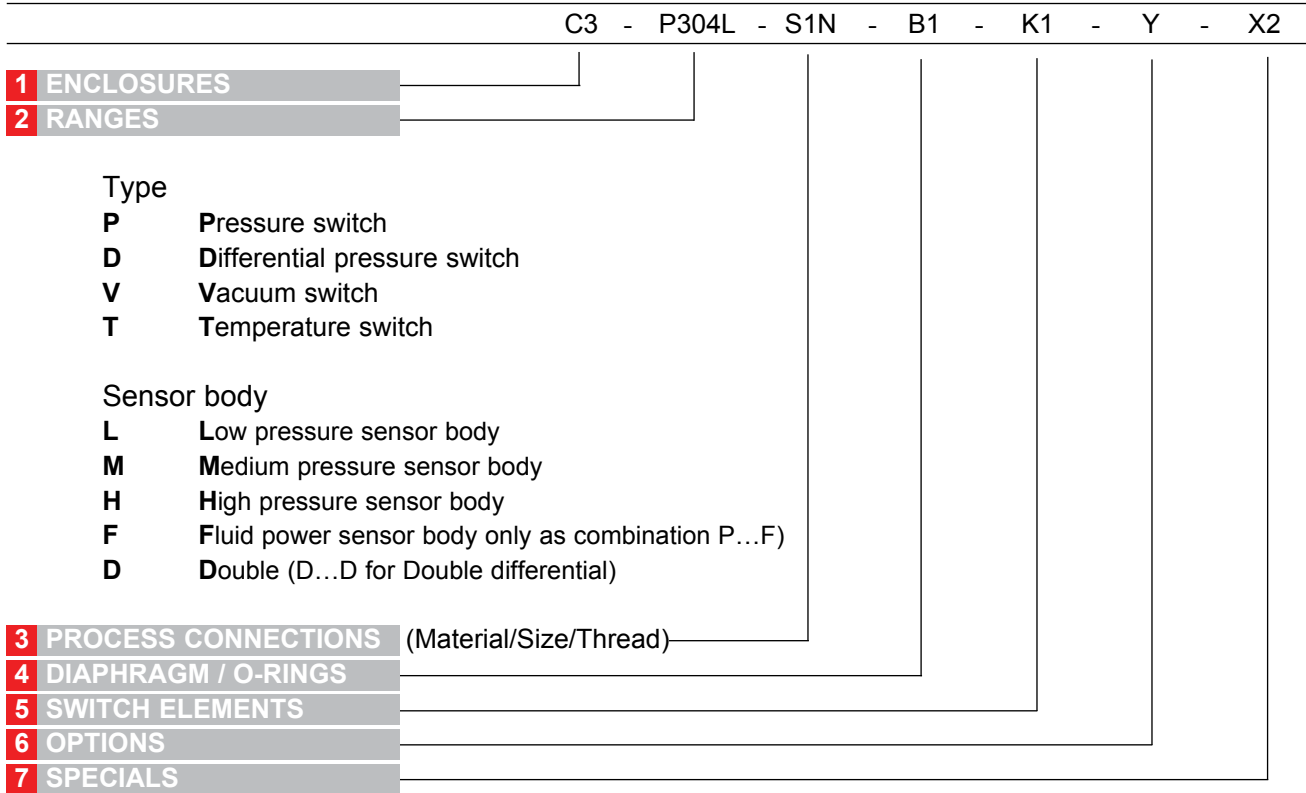 C3 - P304L - S1N - B1 - K1 - Y - X2
1 ENCLOSURES
2 RANGES
Type
P Pressure switch
D Differential pressure switch
V Vacuum switch
T Temperature switch
Sensor body
L Low pressure sensor body
M Medium pressure sensor body
H High pressure sensor body
F Fluid power sensor body only as combination P…F)
D Double (D…D for Double differential)
3 PROCESS CONNECTIONS (Material/Size/Thread)
4 DIAPHRAGM / O-RINGS
5 SWITCH ELEMENTS
6 OPTIONS
7 SPECIALS